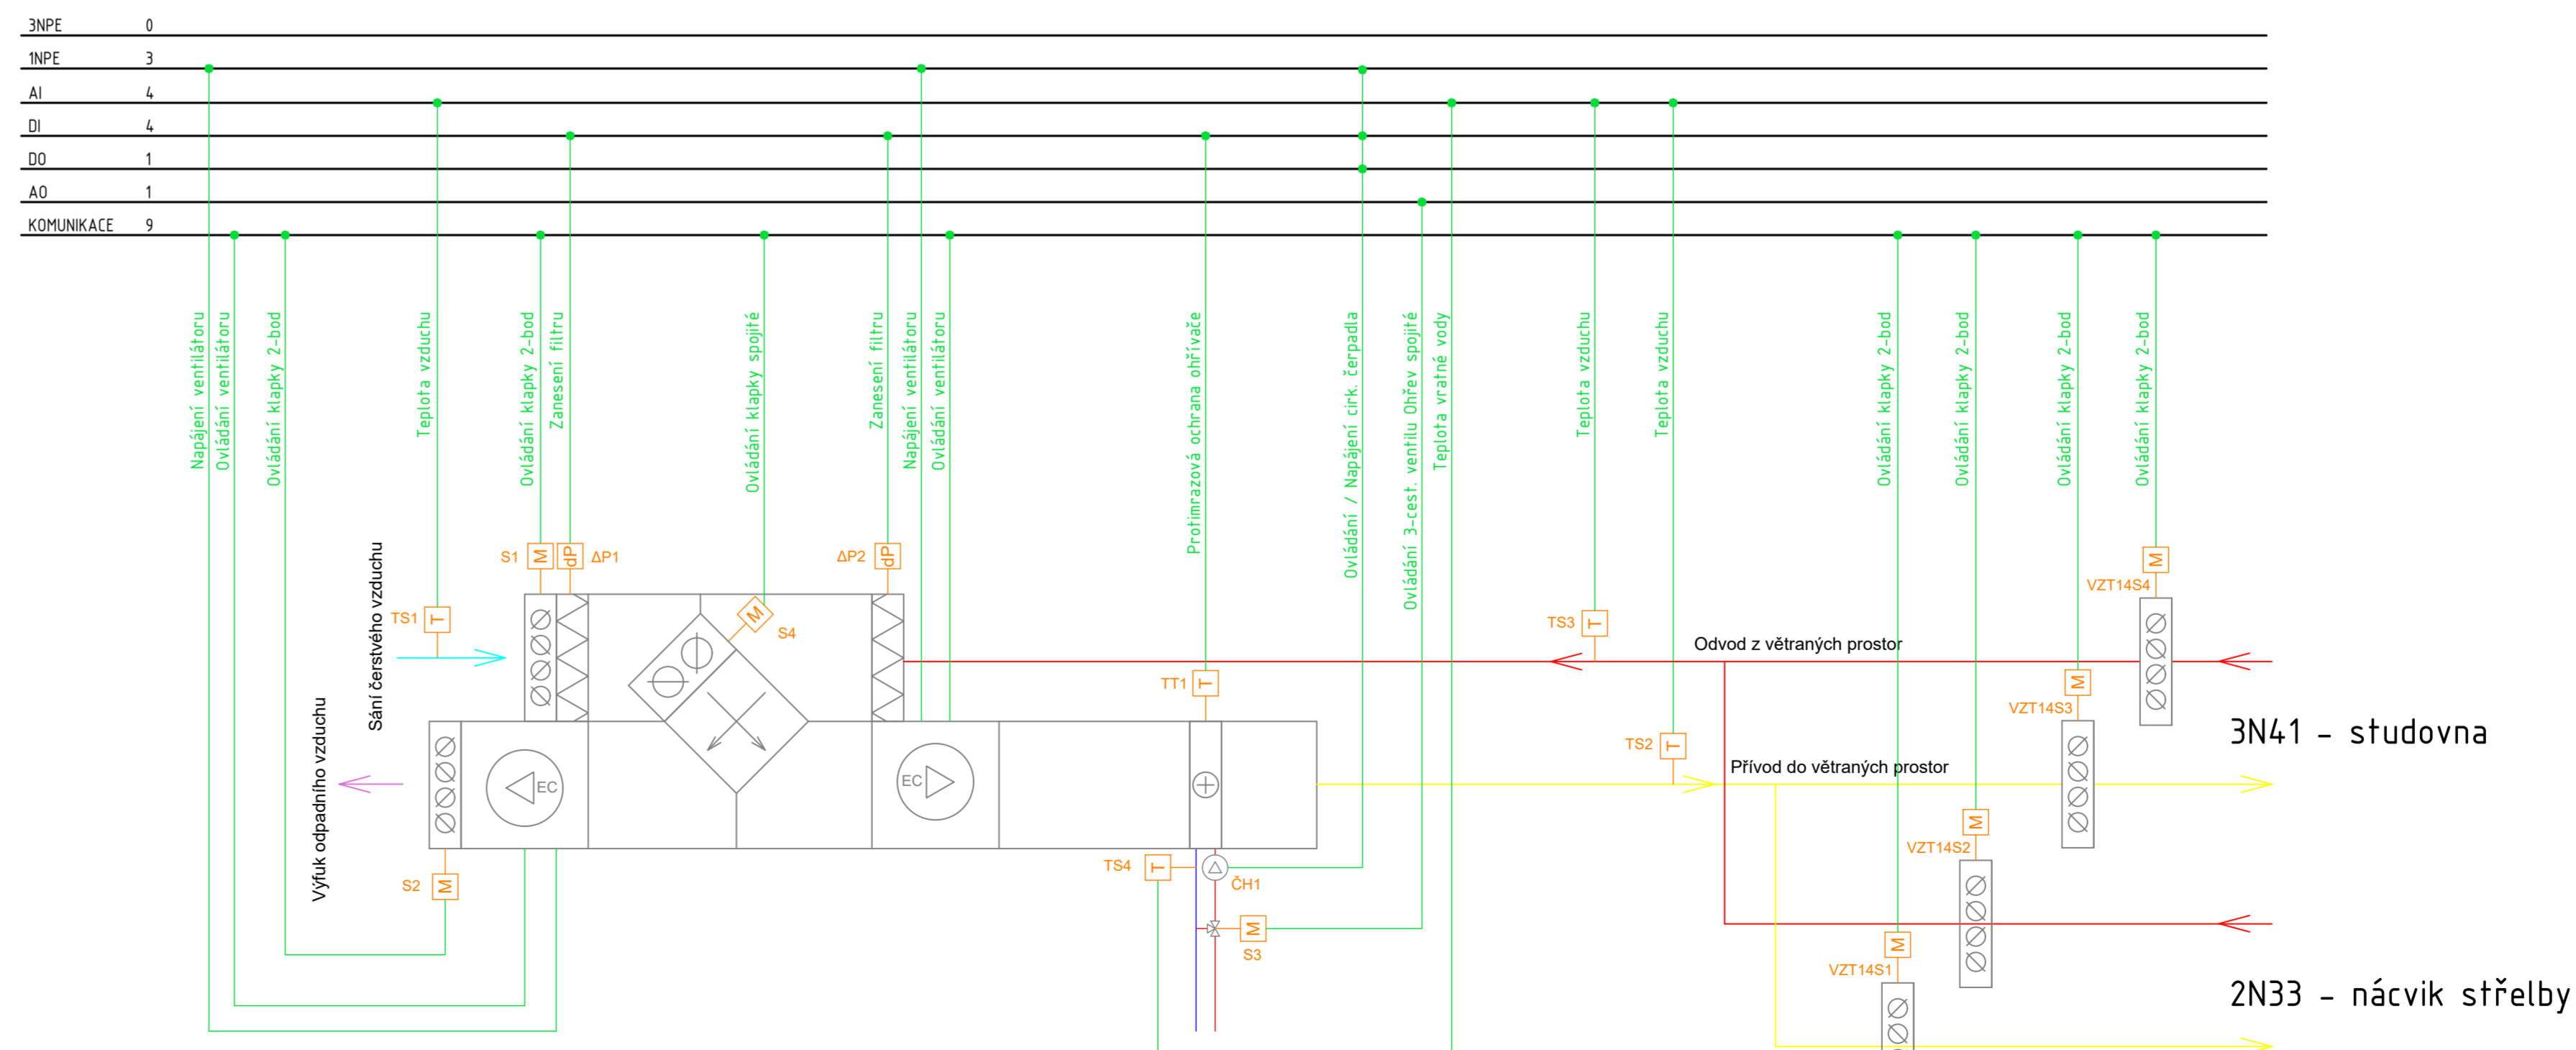 3NPE 0
1NPE 3
AI 4
DI 4
DO 1
AO 1
KOMUNIKACE 9
Napájení ventilátoru
Ovládání ventilátoru
Ovládání klapky 2-bod
Teplota vzduchu
Ovládání klapky 2-bod
Zanesení filtru
Ovládání klapky spojité
Zanesení filtru
Napájení ventilátoru
Ovládání ventilátoru
Protimrazová ochrana ohřívače
Ovládání / Napájení cirk. čerpadla
Ovládání 3-cest. ventilu Ohřev spojité
Teplota vratné vody
Teplota vzduchu
Teplota vzduchu
Ovládání klapky 2-bod
Ovládání klapky 2-bod
Ovládání klapky 2-bod
Ovládání klapky 2-bod
Sání čerstvého vzduchu
Výfuk odpadního vzduchu
S1 M dP ΔP1
ΔP2 dP
M
VZT14S4
TS1 T
M
S4
TS3 T
Odvod z větraných prostor
TT1 T
M
VZT14S3
3N41 - studovna
TS2 T
Přívod do větraných prostor
EC
EC
M
VZT14S2
TS4 T
ČH1
S2 M
M
S3
M
VZT14S1
2N33 - nácvik střelby